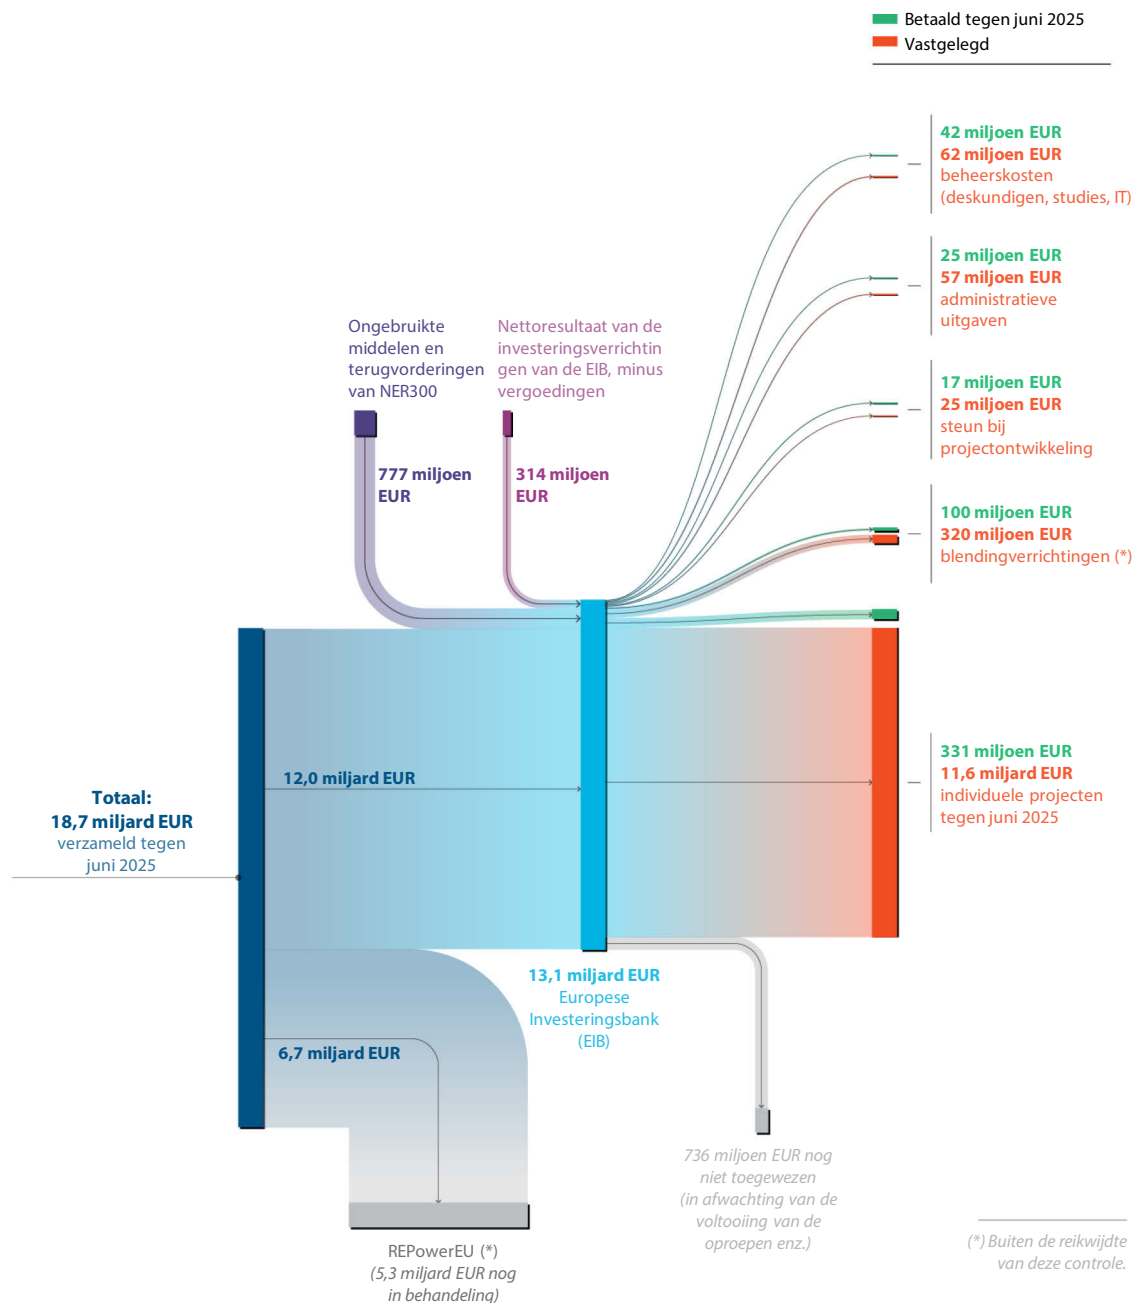 Betaald tegen juni 2025
Vastgelegd
42 miljoen EUR
62 miljoen EUR
beheerskosten
(deskundigen, studies, IT)
25 miljoen EUR
57 miljoen EUR
administratieve
uitgaven
17 miljoen EUR
25 miljoen EUR
steun bij
projectontwikkeling
100 miljoen EUR
320 miljoen EUR
blendingverrichtingen (*)
331 miljoen EUR
11,6 miljard EUR
individuele projecten
tegen juni 2025
Ongebruikte
middelen en
terugvorderingen
van NER300
777 miljoen
EUR
Nettoresultaat van de
investeringsverrichtin
gen van de EIB, minus
vergoedingen
314 miljoen
EUR
Totaal:
18,7 miljard EUR
verzameld tegen
juni 2025
12,0 miljard EUR
6,7 miljard EUR
13,1 miljard EUR
Europese
Investeringsbank
(EIB)
REPowerEU (*)
(5,3 miljard EUR nog
in behandeling)
736 miljoen EUR nog
niet toegewezen
(in afwachting van de
voltooiing van de
oproepen enz.)
(*) Buiten de reikwijdte
van deze controle.